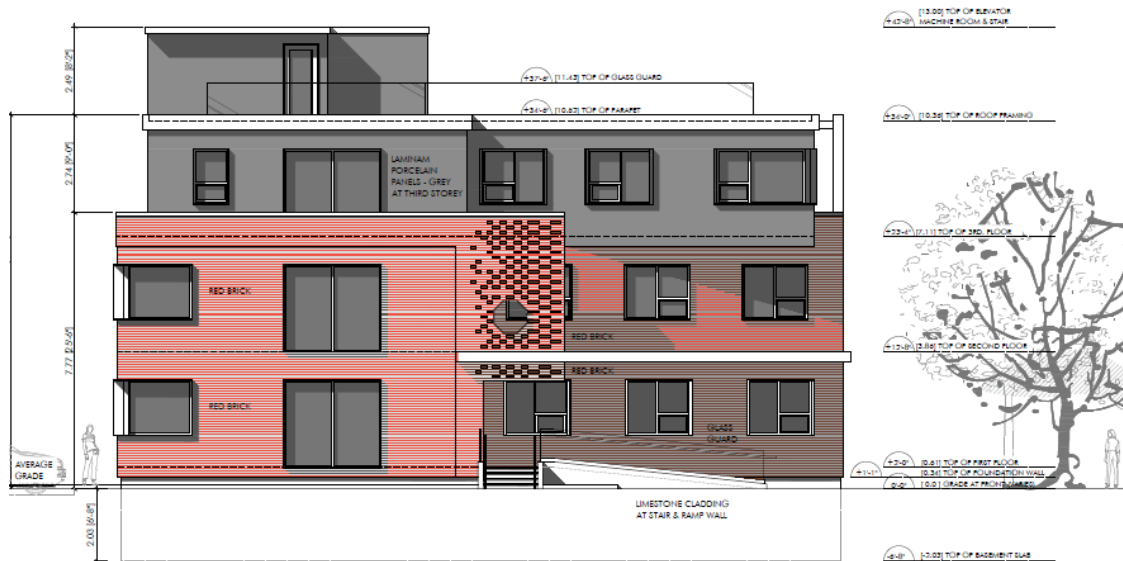 [13.00] TOP OF ELEVATOR
+42'-8" MACHINE ROOM & STAIR
2.49 [8'-2"]
+37'-6" [11.43] TOP OF GLASS GUARD
+34'-6" [10.52] TOP OF PARAPET
+34'-0" [10.36] TOP OF ROOF FRAMING
2.74 [9'-0"]
LAMINAM
PORCELAIN
PANELS - GREY
AT THIRD STOREY
+23'-4" [7.11] TOP OF 3RD. FLOOR
RED BRICK
RED BRICK
7.77 [25'-6"]
+12'-8" [3.86] TOP OF SECOND FLOOR
RED BRICK
RED BRICK
GLASS
GUARD
AVERAGE
GRADE
+2'-0" [0.61] TOP OF FIRST FLOOR
+1'-1" [0.34] TOP OF FOUNDATION WALL
0'-0" [0.0] GRADE AT FRONT (VARIES)
LIMESTONE CLADDING
AT STAIR & RAMP WALL
2.03 [6'-8"]
-6'-8" [-2.03] TOP OF BASEMENT SLAB